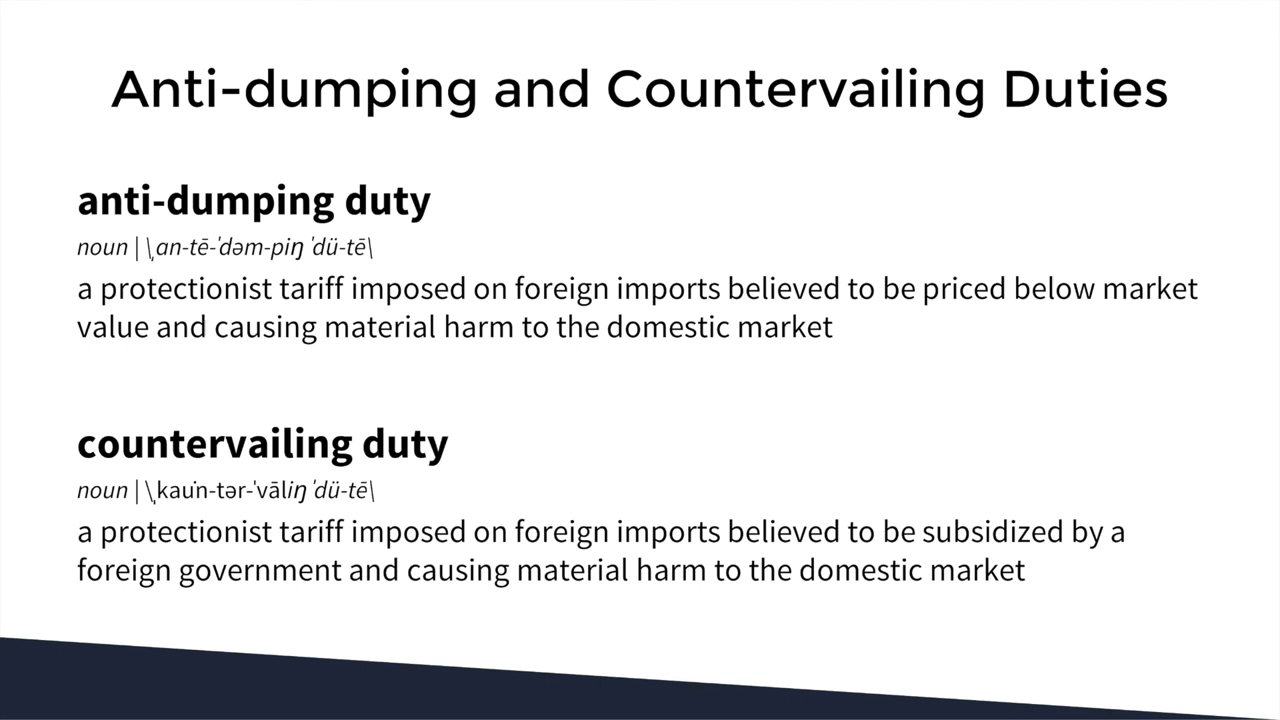 Anti-dumping and Countervailing Duties
anti-dumping duty
noun | \ˌan-tē-ˈdəm-piŋ ˈdü-tē\
a protectionist tariff imposed on foreign imports believed to be priced below market
value and causing material harm to the domestic market
countervailing duty
noun | \ˌkau̇n-tər-ˈvāliŋ ˈdü-tē\
a protectionist tariff imposed on foreign imports believed to be subsidized by a
foreign government and causing material harm to the domestic market